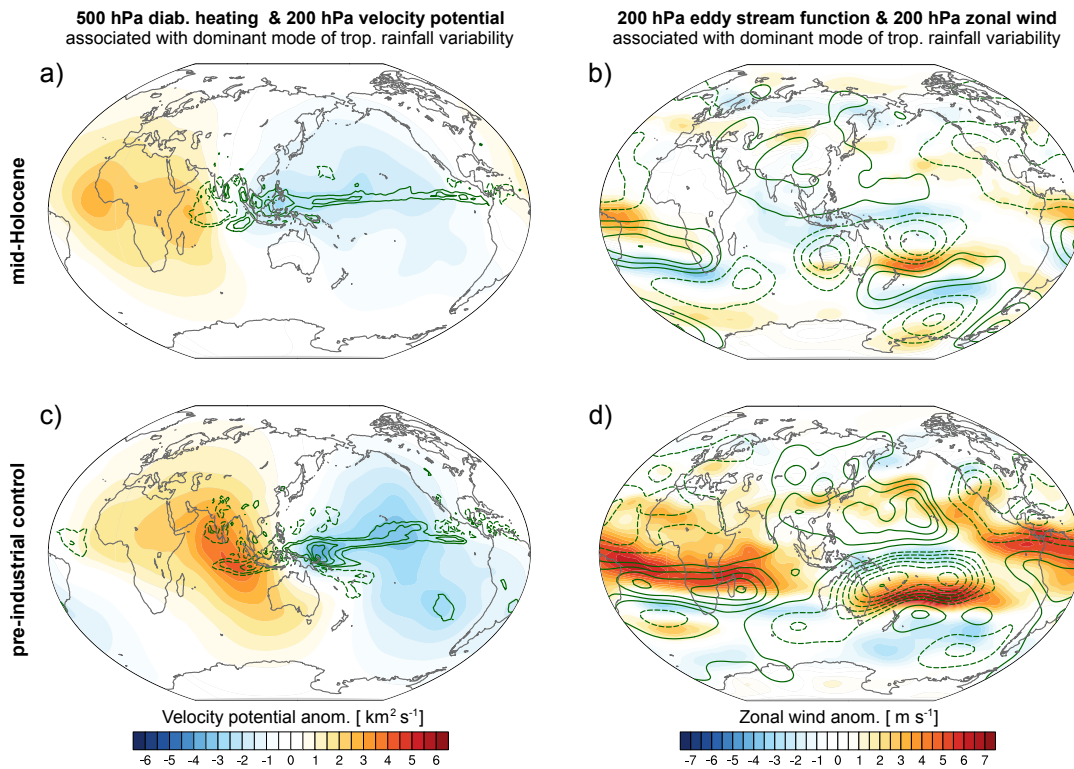 500 hPa diab. heating & 200 hPa velocity potential
associated with dominant mode of trop. rainfall variability
200 hPa eddy stream function & 200 hPa zonal wind
associated with dominant mode of trop. rainfall variability
a)
b)
mid-Holocene
c)
d)
pre-industrial control
Velocity potential anom. [ km² s⁻¹]
-6 -5 -4 -3 -2 -1 0 1 2 3 4 5 6
Zonal wind anom. [ m s⁻¹]
-7 -5 -4 -3 -2 -1 -0 1 2 3 4 5 7